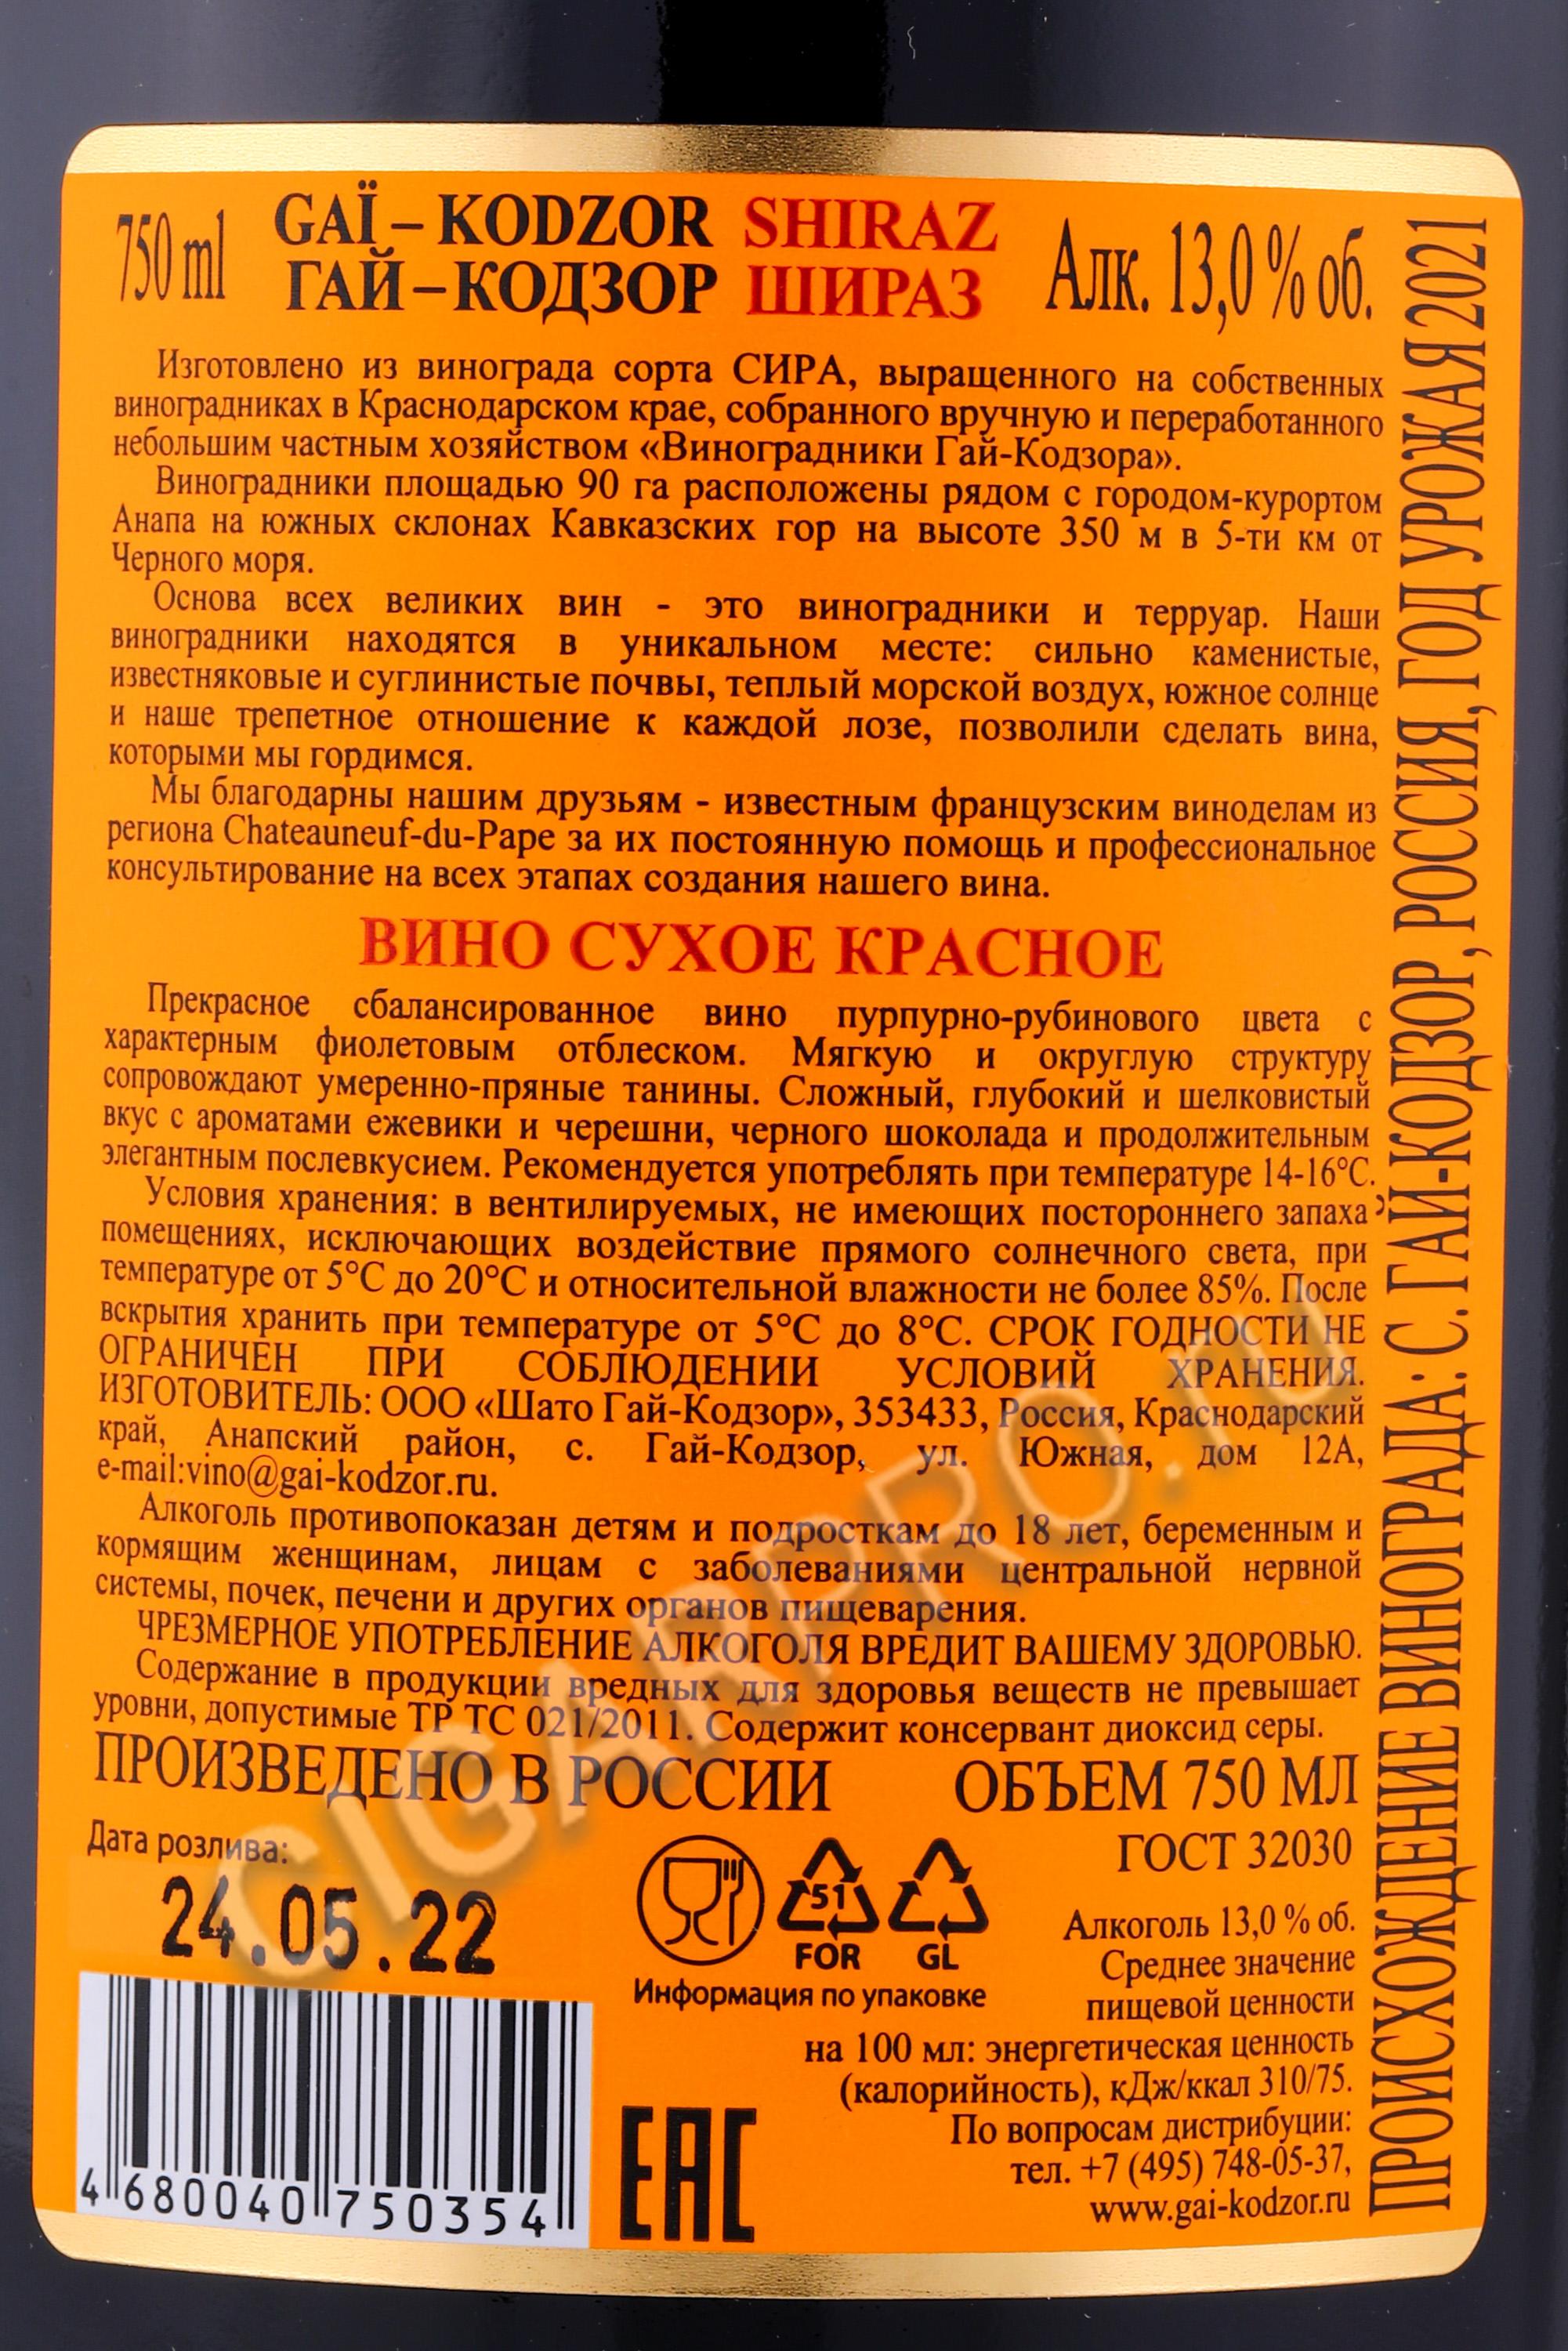 750 ml
GAÏ – KODZOR SHIRAZ
ГАЙ – КОДЗОР ШИРАЗ
Алк. 13,0 % об.
Изготовлено из винограда сорта СИРА, выращенного на собственных
виноградниках в Краснодарском крае, собранного вручную и переработанного
небольшим частным хозяйством «Виноградники Гай-Кодзора».
Виноградники площадью 90 га расположены рядом с городом-курортом
Анапа на южных склонах Кавказских гор на высоте 350 м в 5-ти км от
Черного моря.
Основа всех великих вин - это виноградники и терруар. Наши
виноградники находятся в уникальном месте: сильно каменистые,
известняковые и суглинистые почвы, теплый морской воздух, южное солнце
и наше трепетное отношение к каждой лозе, позволили сделать вина,
которыми мы гордимся.
Мы благодарны нашим друзьям - известным французским виноделам из
региона Chateauneuf-du-Pape за их постоянную помощь и профессиональное
консультирование на всех этапах создания нашего вина.
ВИНО СУХОЕ КРАСНОЕ
Прекрасное сбалансированное вино пурпурно-рубинового цвета с
характерным фиолетовым отблеском. Мягкую и округлую структуру
сопровождают умеренно-пряные танины. Сложный, глубокий и шелковистый
вкус с ароматами ежевики и черешни, черного шоколада и продолжительным
элегантным послевкусием. Рекомендуется употреблять при температуре 14-16°C.
Условия хранения: в вентилируемых, не имеющих постороннего запаха
помещениях, исключающих воздействие прямого солнечного света, при
температуре от 5°C до 20°C и относительной влажности не более 85%. После
вскрытия хранить при температуре от 5°C до 8°C. СРОК ГОДНОСТИ НЕ
ОГРАНИЧЕН ПРИ СОБЛЮДЕНИИ УСЛОВИЙ ХРАНЕНИЯ.
ИЗГОТОВИТЕЛЬ: ООО «Шато Гай-Кодзор», 353433, Россия, Краснодарский
край, Анапский район, с. Гай-Кодзор, ул. Южная, дом 12А,
e-mail:vino@gai-kodzor.ru.
Алкоголь противопоказан детям и подросткам до 18 лет, беременным и
кормящим женщинам, лицам с заболеваниями центральной нервной
системы, почек, печени и других органов пищеварения.
ЧРЕЗМЕРНОЕ УПОТРЕБЛЕНИЕ АЛКОГОЛЯ ВРЕДИТ ВАШЕМУ ЗДОРОВЬЮ.
Содержание в продукции вредных для здоровья веществ не превышает
уровни, допустимые ТР ТС 021/2011. Содержит консервант диоксид серы.
ПРОИЗВЕДЕНО В РОССИИ ОБЪЕМ 750 МЛ
Дата розлива:
24.05.22
51
FOR GL
Информация по упаковке
ГОСТ 32030
Алкоголь 13,0 % об.
Среднее значение
пищевой ценности
на 100 мл: энергетическая ценность
(калорийность), кДж/ккал 310/75.
По вопросам дистрибуции:
тел. +7 (495) 748-05-37,
www.gai-kodzor.ru
4 680040 750354
EAC
ПРОИСХОЖДЕНИЕ ВИНОГРАДА: С. ГАЙ-КОДЗОР, РОССИЯ, ГОД УРОЖАЯ 2021
CIGARPRO.ru